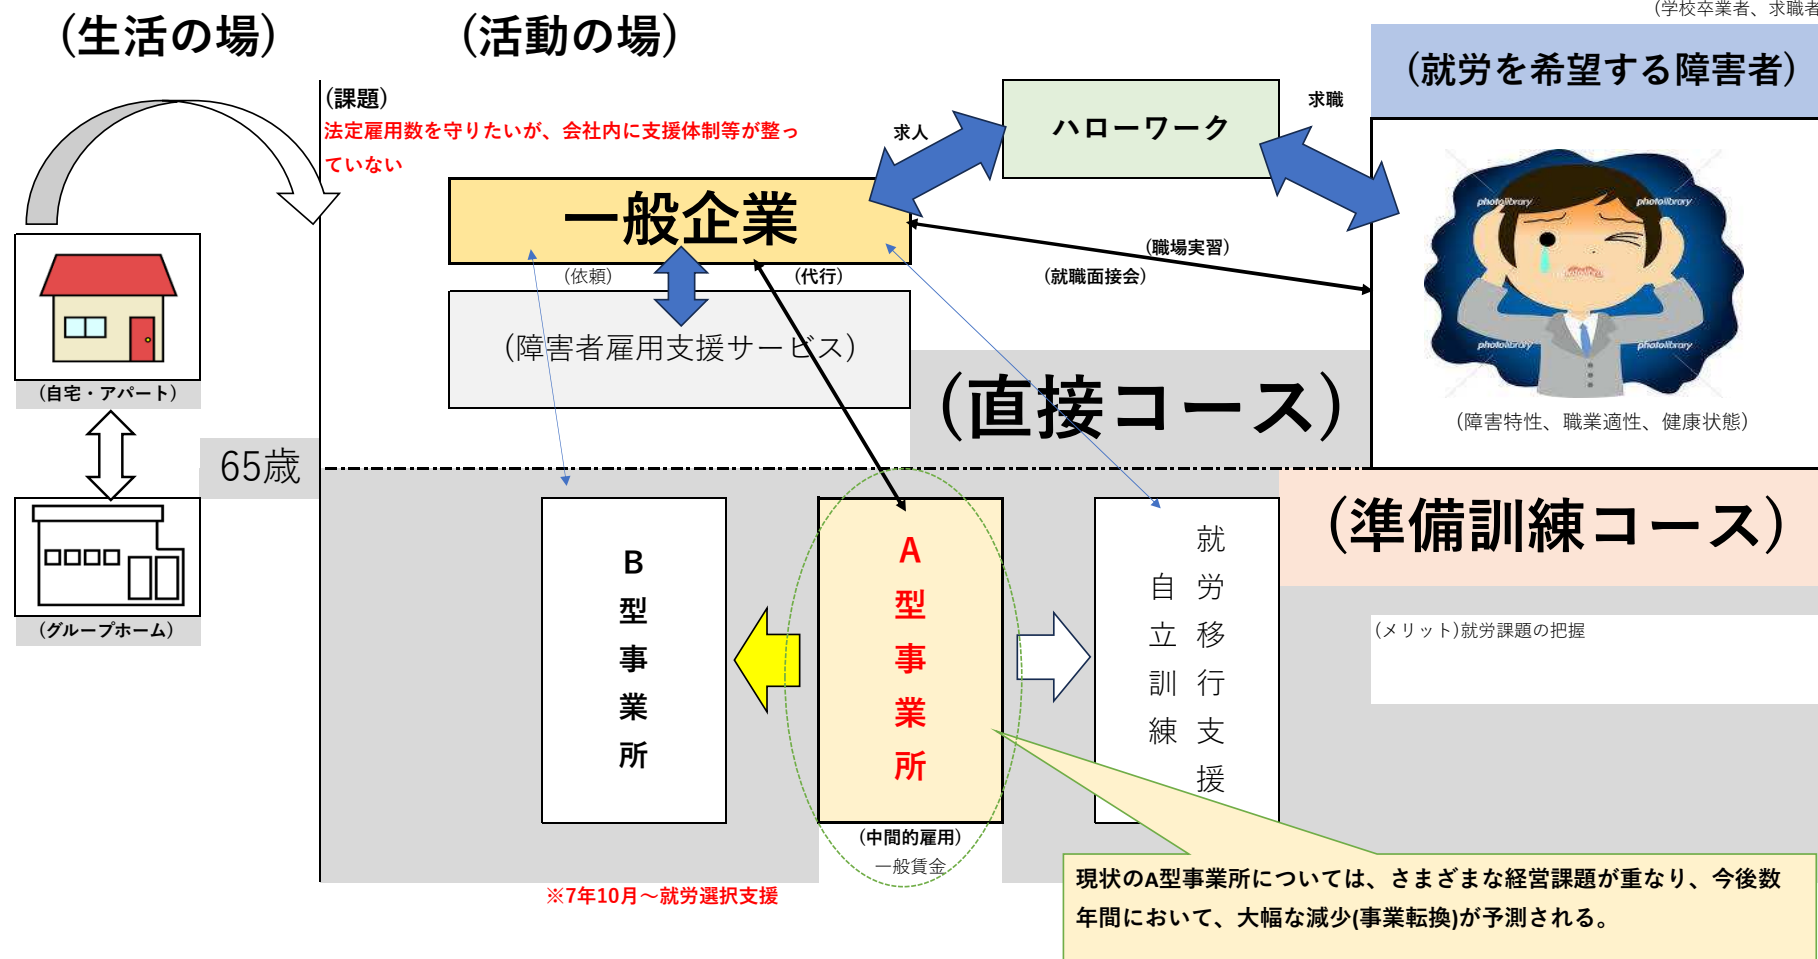 (生活の場)
(活動の場)
(学校卒業者、求職者
(就労を希望する障害者)
(課題)
法定雇用数を守りたいが、会社内に支援体制等が整っ
ていない
求人
ハローワーク
求職
一般企業
(依頼)
(代行)
(職場実習)
(就職面接会)
(障害者雇用支援サービス)
(直接コース)
photolibrary
photolibrary
photolibrary
photolibrary
(障害特性、職業適性、健康状態)
(自宅・アパート)
65歳
(グループホーム)
(準備訓練コース)
(メリット)就労課題の把握
B型事業所
A型事業所
就労移行支援
自立訓練
(中間的雇用)
一般賃金
※7年10月～就労選択支援
現状のA型事業所については、さまざまな経営課題が重なり、今後数
年間において、大幅な減少(事業転換)が予測される。